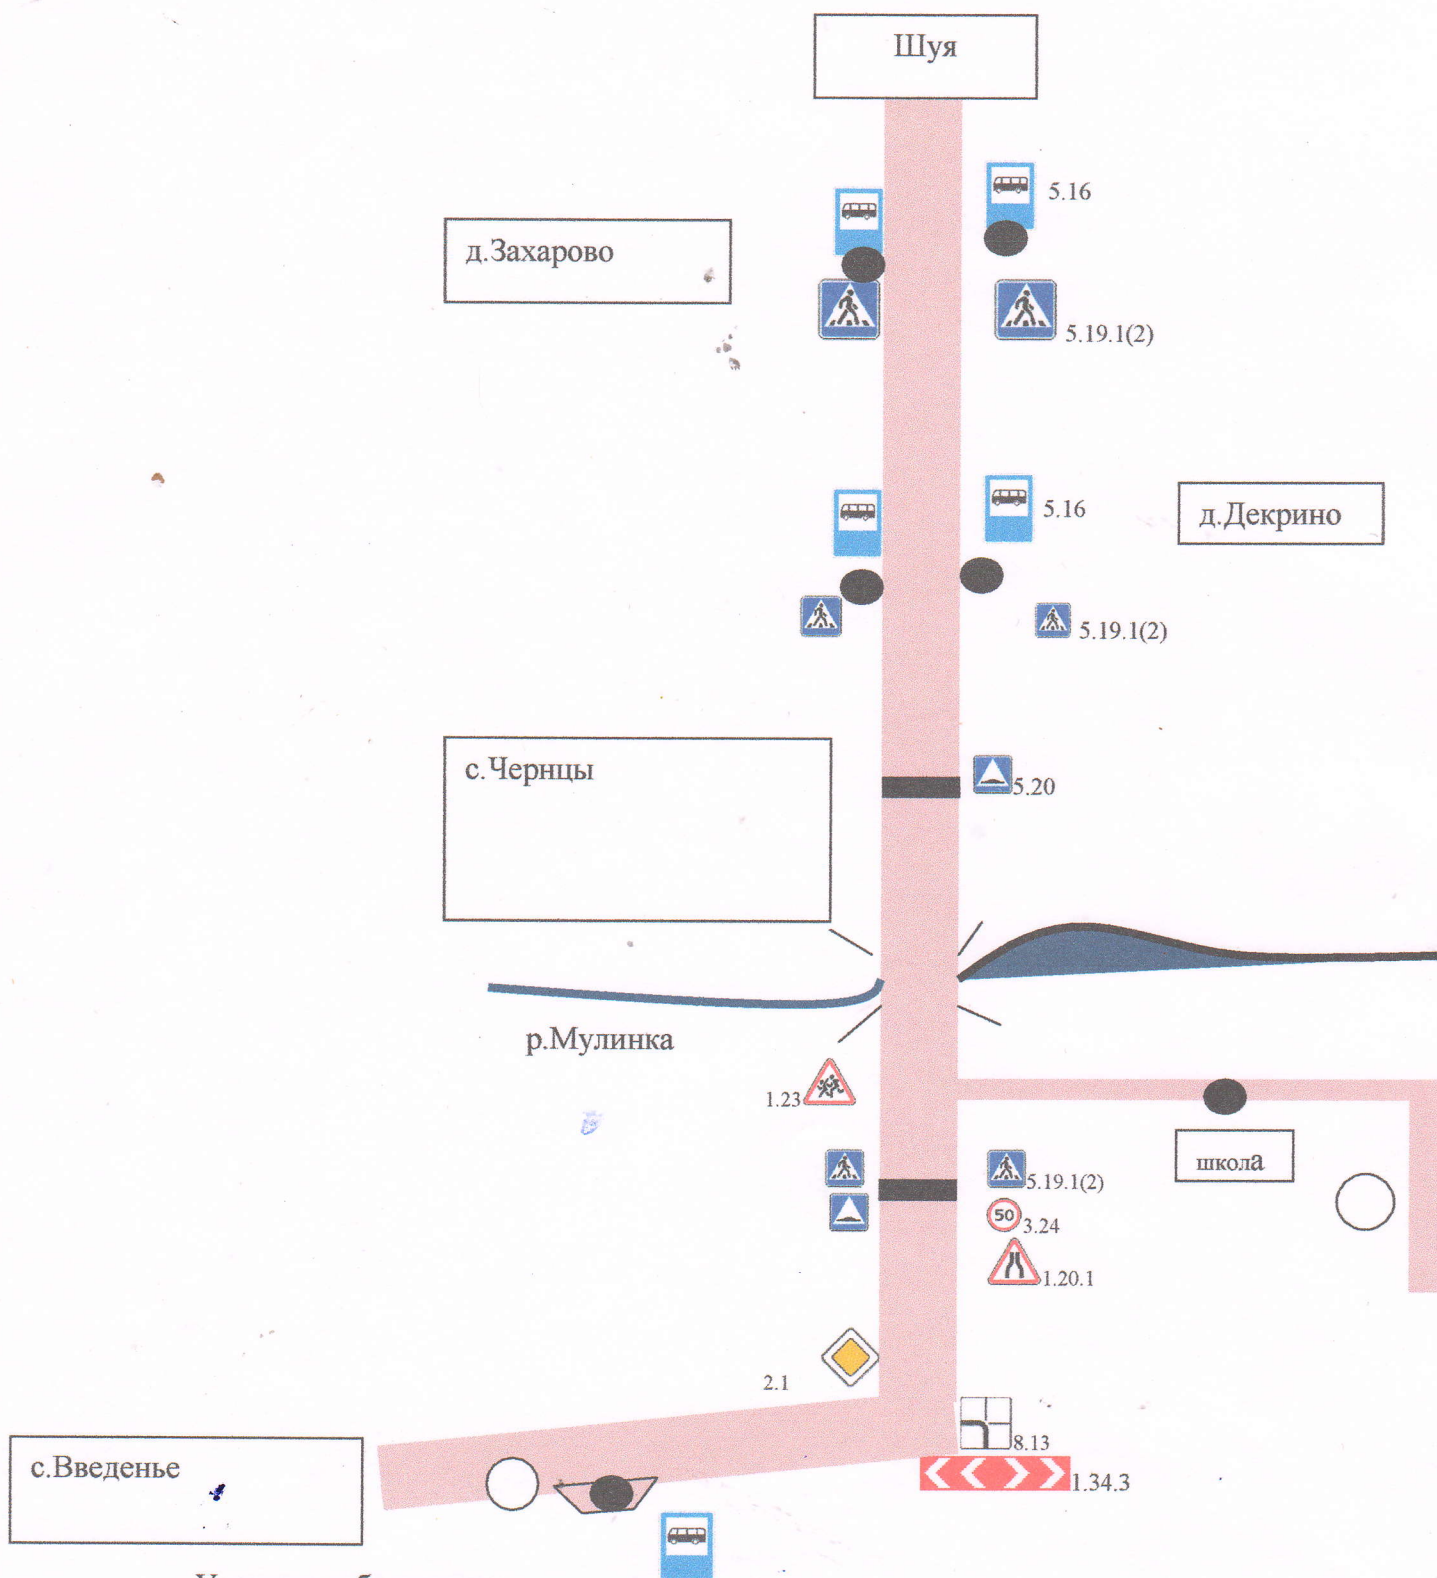 Шуя
5.16
д.Захарово
5.19.1(2)
5.16
д.Декрино
5.19.1(2)
с.Чернцы
5.20
р.Мулинка
1.23
школа
5.19.1(2)
50
3.24
1.20.1
2.1
8.13
с.Введенье
1.34.3